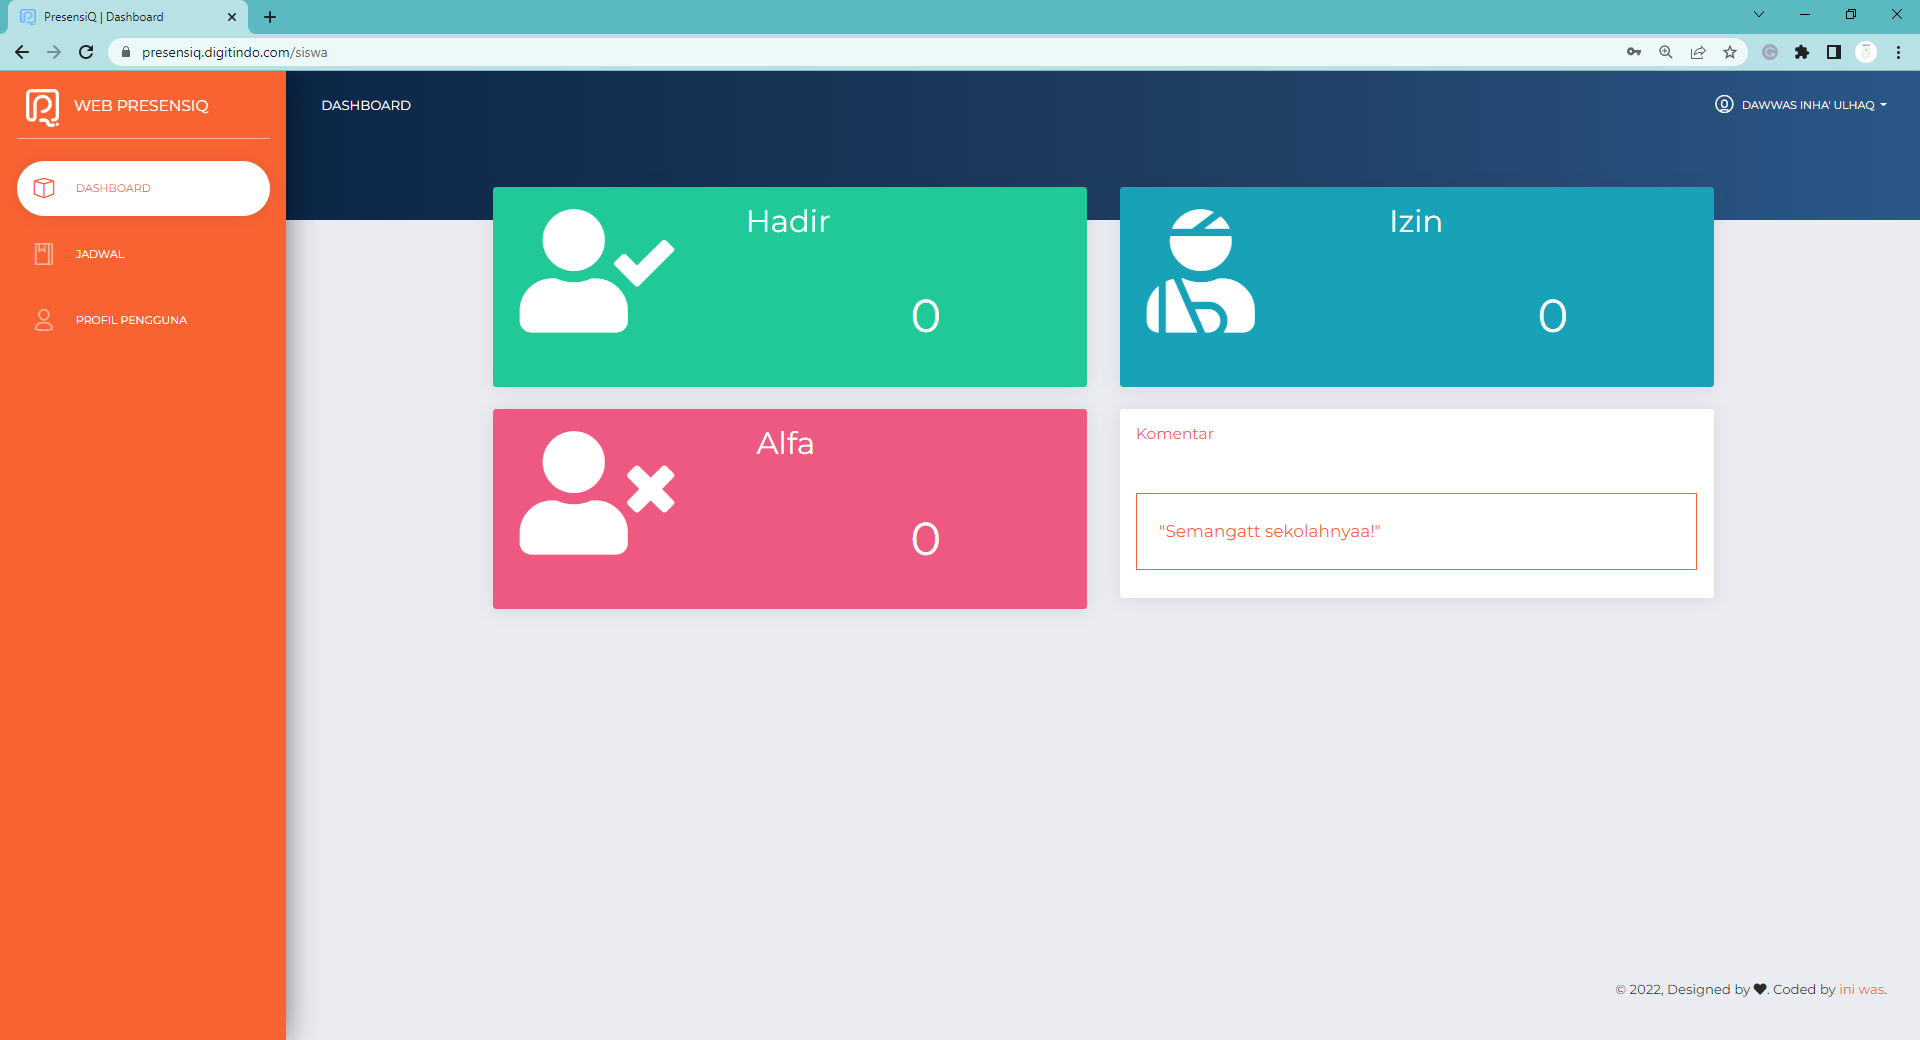 PresensiQ | Dashboard
presensiq.digitindo.com/siswa
WEB PRESENSIQ
DASHBOARD
DAWWAS INHA' ULHAQ
DASHBOARD
JADWAL
PROFIL PENGGUNA
Hadir
0
Izin
0
Alfa
0
Komentar
"Semangatt sekolahnyaa!"
© 2022, Designed by ♥. Coded by ini was.